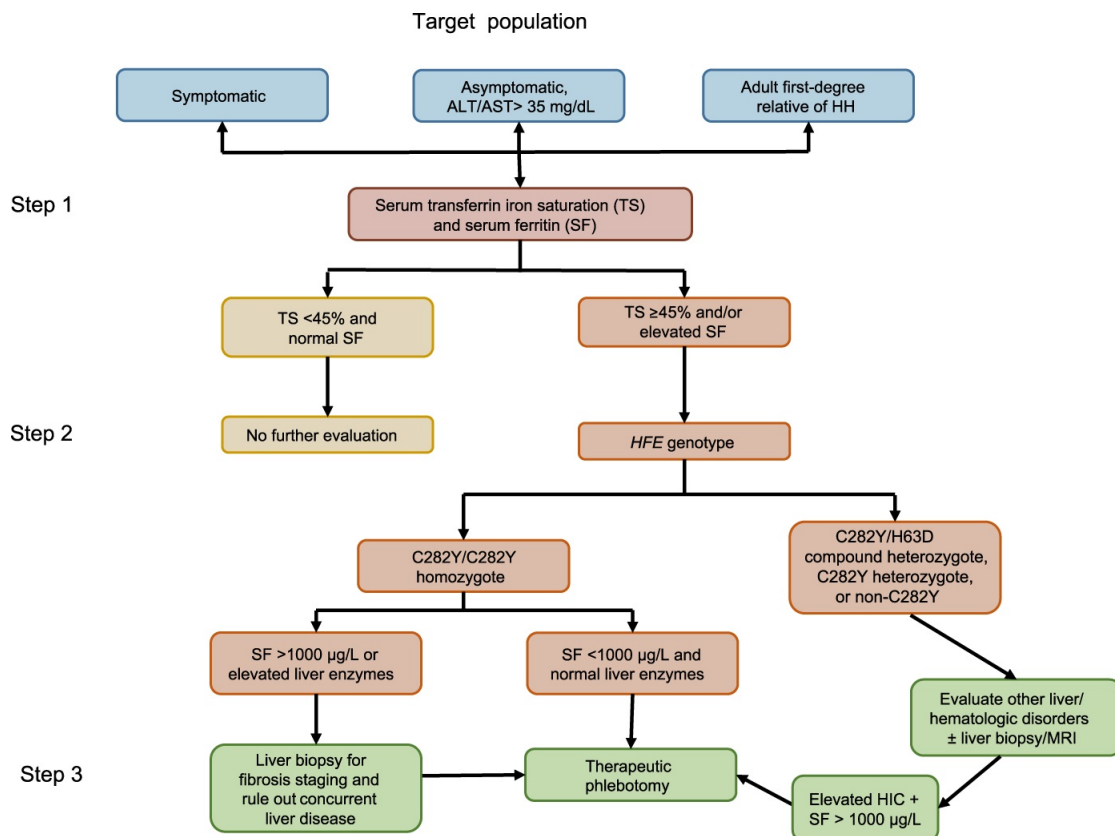 Target population
Symptomatic
Asymptomatic,
ALT/AST> 35 mg/dL
Adult first-degree
relative of HH
Step 1
Serum transferrin iron saturation (TS)
and serum ferritin (SF)
TS <45% and
normal SF
TS ≥45% and/or
elevated SF
Step 2
No further evaluation
HFE genotype
C282Y/C282Y
homozygote
C282Y/H63D
compound heterozygote,
C282Y heterozygote,
or non-C282Y
SF >1000 µg/L or
elevated liver enzymes
SF <1000 µg/L and
normal liver enzymes
Evaluate other liver/
hematologic disorders
± liver biopsy/MRI
Step 3
Liver biopsy for
fibrosis staging and
rule out concurrent
liver disease
Therapeutic
phlebotomy
Elevated HIC +
SF > 1000 µg/L